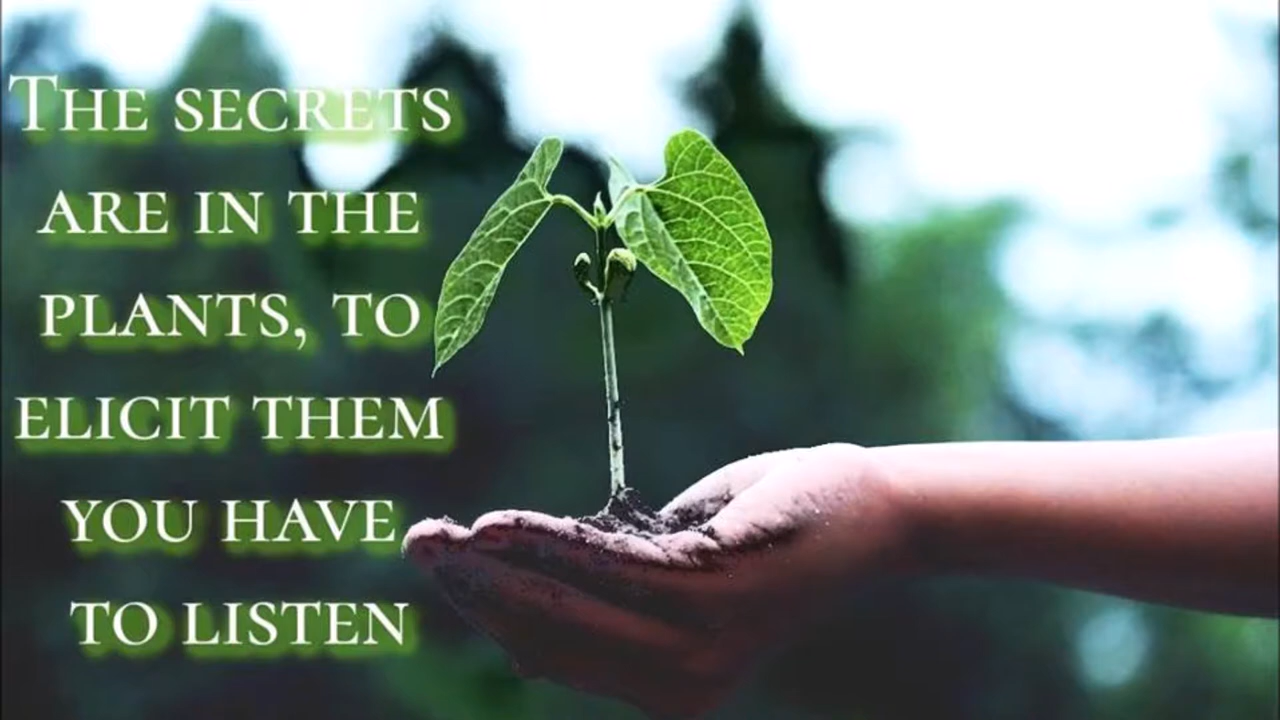 The secrets
are in the
plants, to
elicit them
you have
to listen